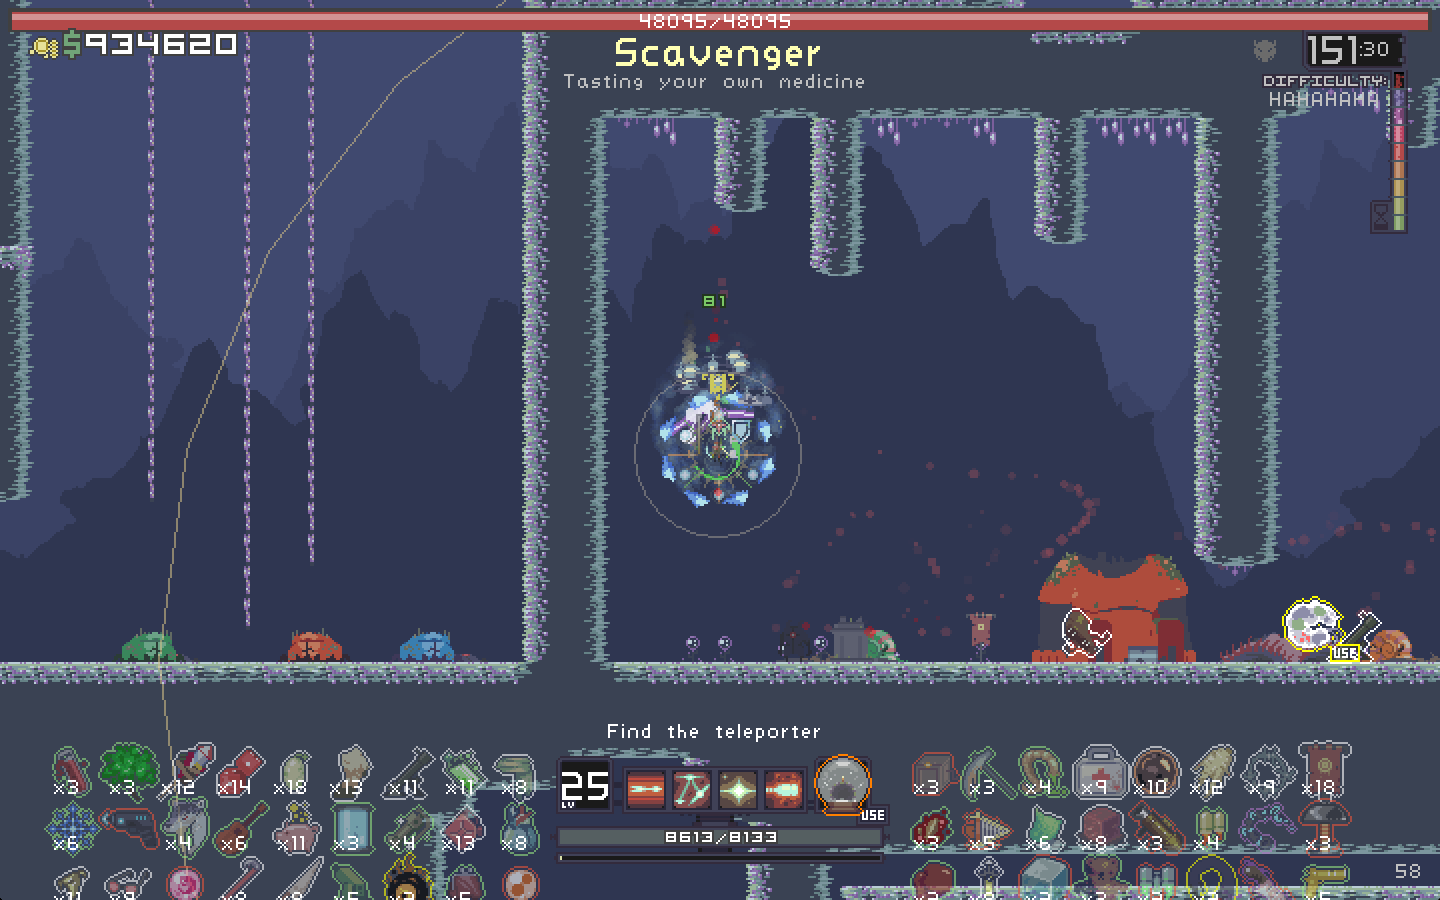 48095/48095
$934620
Scavenger
Tasting your own medicine
151:30
DIFFICULTY:
HAHAHAHA
81
USE
Find the teleporter
x3 x3 x12 x14 x18 x13 x11 x11 x8
25
LV
USE
x3 x3 x4 x9 x10 x12 x9 x18
x6 x4 x6 x11 x3 x4 x13 x8
8613/8133
x3 x5 x6 x8 x3 x4 x3
58